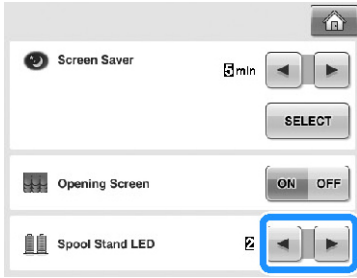 Screen Saver
5 min
SELECT
Opening Screen
ON OFF
Spool Stand LED
2